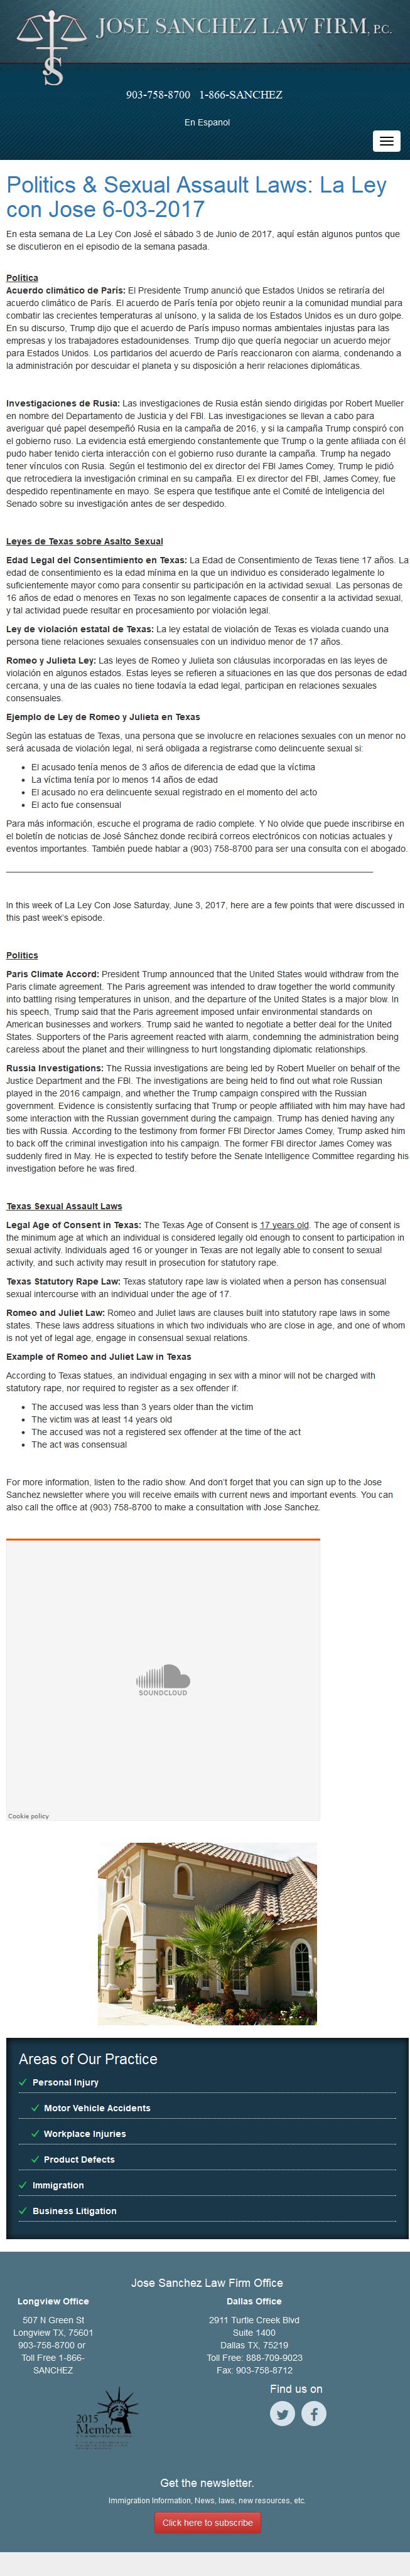 JOSE SANCHEZ LAW FIRM, P.C.
903-758-8700 1-866-SANCHEZ
En Espanol
Politics & Sexual Assault Laws: La Ley
con Jose 6-03-2017
En esta semana de La Ley Con José el sábado 3 de Junio de 2017, aquí están algunos puntos que
se discutieron en el episodio de la semana pasada.
Política
Acuerdo climático de París: El Presidente Trump anunció que Estados Unidos se retiraría del
acuerdo climático de París. El acuerdo de París tenía por objeto reunir a la comunidad mundial para
combatir las crecientes temperaturas al unísono, y la salida de los Estados Unidos es un duro golpe.
En su discurso, Trump dijo que el acuerdo de París impuso normas ambientales injustas para las
empresas y los trabajadores estadounidenses. Trump dijo que quería negociar un acuerdo mejor
para Estados Unidos. Los partidarios del acuerdo de París reaccionaron con alarma, condenando a
la administración por descuidar el planeta y su disposición a herir relaciones diplomáticas.
Investigaciones de Rusia: Las investigaciones de Rusia están siendo dirigidas por Robert Mueller
en nombre del Departamento de Justicia y del FBI. Las investigaciones se llevan a cabo para
averiguar qué papel desempeñó Rusia en la campaña de 2016, y si la campaña Trump conspiró con
el gobierno ruso. La evidencia está emergiendo constantemente que Trump o la gente afiliada con él
pudo haber tenido cierta interacción con el gobierno ruso durante la campaña. Trump ha negado
tener vínculos con Rusia. Según el testimonio del ex director del FBI James Comey, Trump le pidió
que retrocediera la investigación criminal en su campaña. El ex director del FBI, James Comey, fue
despedido repentinamente en mayo. Se espera que testifique ante el Comité de Inteligencia del
Senado sobre su investigación antes de ser despedido.
Leyes de Texas sobre Asalto Sexual
Edad Legal del Consentimiento en Texas: La Edad de Consentimiento de Texas tiene 17 años. La
edad de consentimiento es la edad mínima en la que un individuo es considerado legalmente lo
suficientemente mayor como para consentir su participación en la actividad sexual. Las personas de
16 años de edad o menores en Texas no son legalmente capaces de consentir a la actividad sexual,
y tal actividad puede resultar en procesamiento por violación legal.
Ley de violación estatal de Texas: La ley estatal de violación de Texas es violada cuando una
persona tiene relaciones sexuales consensuales con un individuo menor de 17 años.
Romeo y Julieta Ley: Las leyes de Romeo y Julieta son cláusulas incorporadas en las leyes de
violación en algunos estados. Estas leyes se refieren a situaciones en las que dos personas de edad
cercana, y una de las cuales no tiene todavía la edad legal, participan en relaciones sexuales
consensuales.
Ejemplo de Ley de Romeo y Julieta en Texas
Según las estatuas de Texas, una persona que se involucre en relaciones sexuales con un menor no
será acusada de violación legal, ni será obligada a registrarse como delincuente sexual si:
El acusado tenía menos de 3 años de diferencia de edad que la víctima
La víctima tenía por lo menos 14 años de edad
El acusado no era delincuente sexual registrado en el momento del acto
El acto fue consensual
Para más información, escuche el programa de radio complete. Y No olvide que puede inscribirse en
el boletín de noticias de José Sánchez donde recibirá correos electrónicos con noticias actuales y
eventos importantes. También puede hablar a (903) 758-8700 para ser una consulta con el abogado.
In this week of La Ley Con Jose Saturday, June 3, 2017, here are a few points that were discussed in
this past week's episode.
Politics
Paris Climate Accord: President Trump announced that the United States would withdraw from the
Paris climate agreement. The Paris agreement was intended to draw together the world community
into battling rising temperatures in unison, and the departure of the United States is a major blow. In
his speech, Trump said that the Paris agreement imposed unfair environmental standards on
American businesses and workers. Trump said he wanted to negotiate a better deal for the United
States. Supporters of the Paris agreement reacted with alarm, condemning the administration being
careless about the planet and their willingness to hurt longstanding diplomatic relationships.
Russia Investigations: The Russia investigations are being led by Robert Mueller on behalf of the
Justice Department and the FBI. The investigations are being held to find out what role Russian
played in the 2016 campaign, and whether the Trump campaign conspired with the Russian
government. Evidence is consistently surfacing that Trump or people affiliated with him may have had
some interaction with the Russian government during the campaign. Trump has denied having any
ties with Russia. According to the testimony from former FBI Director James Comey, Trump asked him
to back off the criminal investigation into his campaign. The former FBI director James Comey was
suddenly fired in May. He is expected to testify before the Senate Intelligence Committee regarding his
investigation before he was fired.
Texas Sexual Assault Laws
Legal Age of Consent in Texas: The Texas Age of Consent is 17 years old. The age of consent is
the minimum age at which an individual is considered legally old enough to consent to participation in
sexual activity. Individuals aged 16 or younger in Texas are not legally able to consent to sexual
activity, and such activity may result in prosecution for statutory rape.
Texas Statutory Rape Law: Texas statutory rape law is violated when a person has consensual
sexual intercourse with an individual under the age of 17.
Romeo and Juliet Law: Romeo and Juliet laws are clauses built into statutory rape laws in some
states. These laws address situations in which two individuals who are close in age, and one of whom
is not yet of legal age, engage in consensual sexual relations.
Example of Romeo and Juliet Law in Texas
According to Texas statues, an individual engaging in sex with a minor will not be charged with
statutory rape, nor required to register as a sex offender if:
The accused was less than 3 years older than the victim
The victim was at least 14 years old
The accused was not a registered sex offender at the time of the act
The act was consensual
For more information, listen to the radio show. And don't forget that you can sign up to the Jose
Sanchez newsletter where you will receive emails with current news and important events. You can
also call the office at (903) 758-8700 to make a consultation with Jose Sanchez.
SOUNDCLOUD
Cookie policy
Areas of Our Practice
Personal Injury
Motor Vehicle Accidents
Workplace Injuries
Product Defects
Immigration
Business Litigation
Jose Sanchez Law Firm Office
Longview Office
507 N Green St
Longview TX, 75601
903-758-8700 or
Toll Free 1-866-
SANCHEZ
Dallas Office
2911 Turtle Creek Blvd
Suite 1400
Dallas TX, 75219
Toll Free: 888-709-9023
Fax: 903-758-8712
2015
Member
Find us on
Get the newsletter.
Immigration Information, News, laws, new resources, etc.
Click here to subscribe